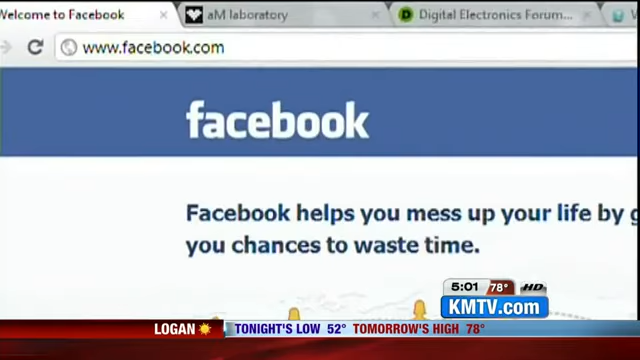 Welcome to Facebook
aM laboratory
Digital Electronics Forum...
www.facebook.com
facebook
Facebook helps you mess up your life by g
you chances to waste time.
5:01 78° HD
KMTV.com
LOGAN TONIGHT'S LOW 52° TOMORROW'S HIGH 78°